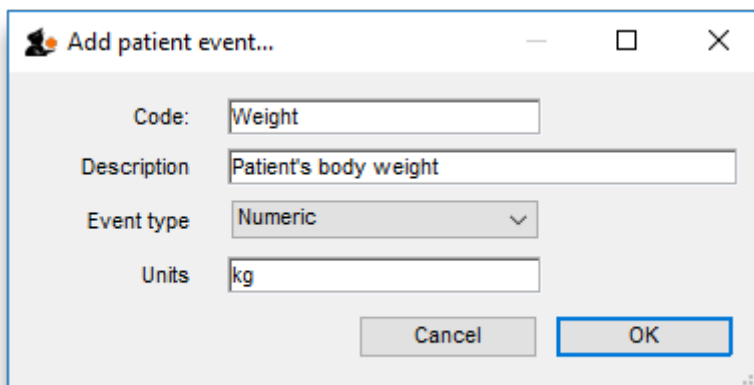 Add patient event...
Code: Weight
Description Patient's body weight
Event type Numeric
Units kg
Cancel OK